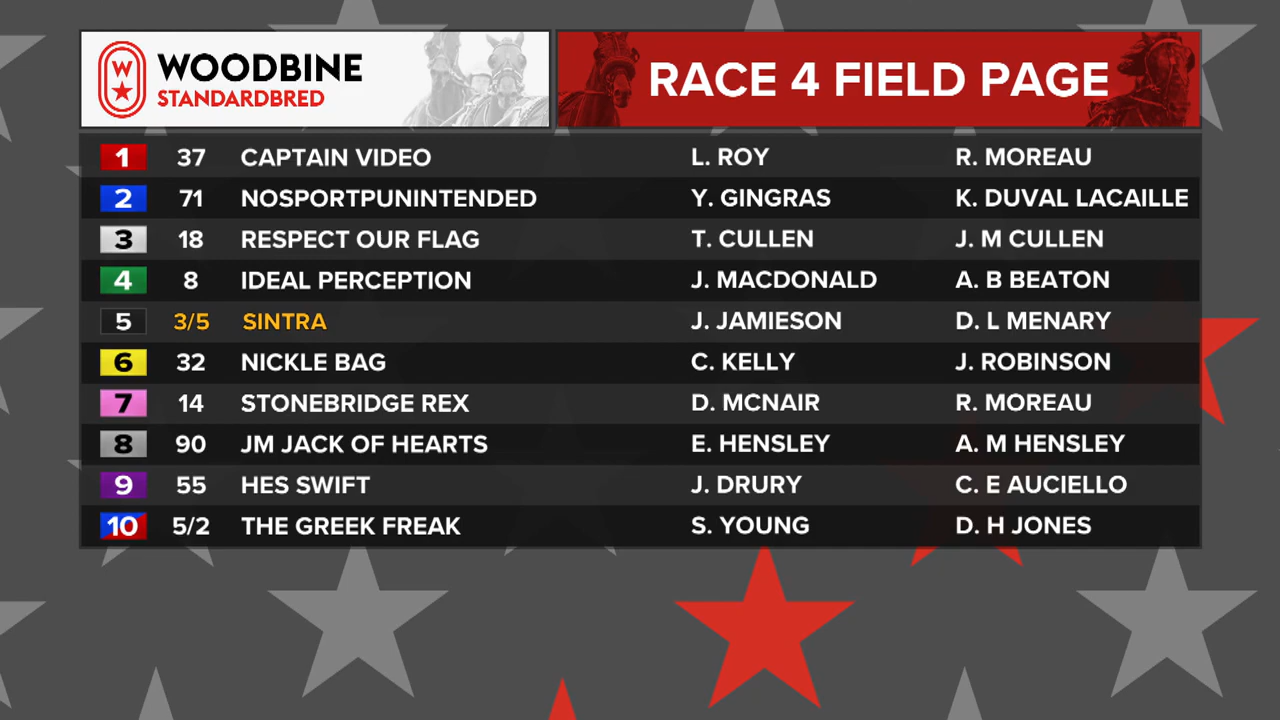 W
WOODBINE
STANDARDBRED
RACE 4 FIELD PAGE
1 37 CAPTAIN VIDEO L. ROY R. MOREAU
2 71 NOSPORTPUNINTENDED Y. GINGRAS K. DUVAL LACAILLE
3 18 RESPECT OUR FLAG T. CULLEN J. M CULLEN
4 8 IDEAL PERCEPTION J. MACDONALD A. B BEATON
5 3/5 SINTRA J. JAMIESON D. L MENARY
6 32 NICKLE BAG C. KELLY J. ROBINSON
7 14 STONEBRIDGE REX D. MCNAIR R. MOREAU
8 90 JM JACK OF HEARTS E. HENSLEY A. M HENSLEY
9 55 HES SWIFT J. DRURY C. E AUCIELLO
10 5/2 THE GREEK FREAK S. YOUNG D. H JONES